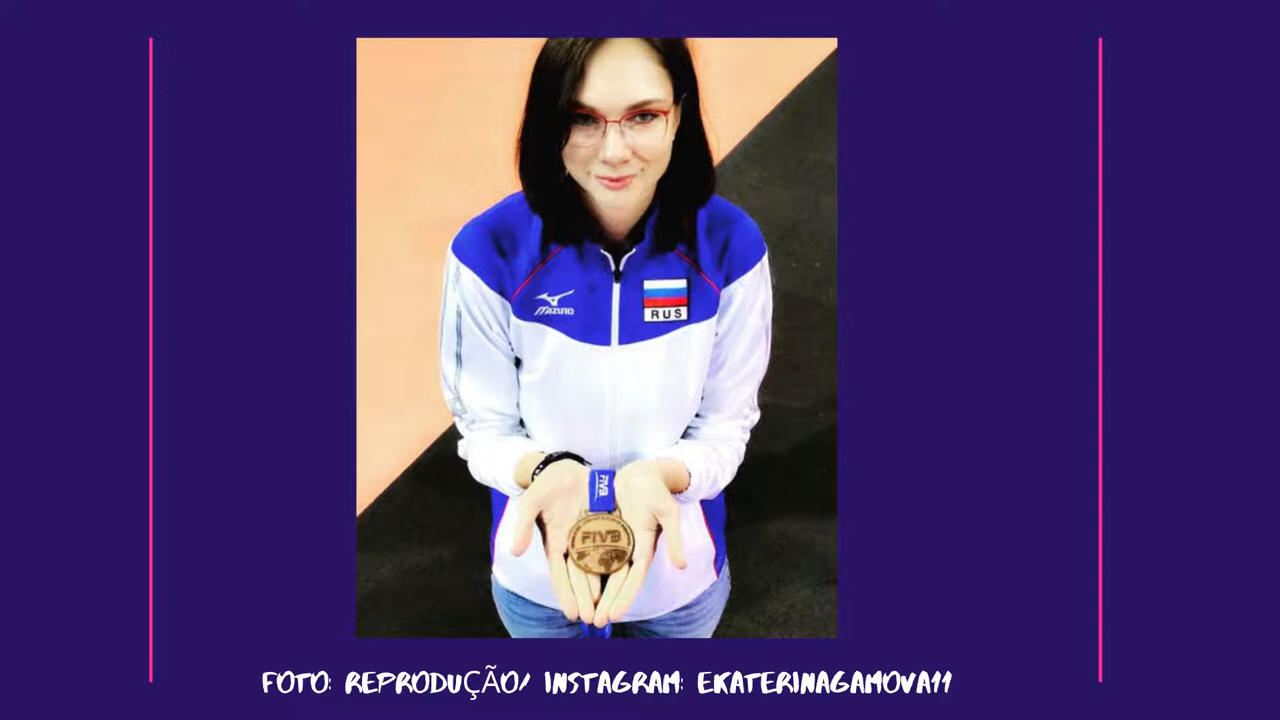 MIZUNO
RUS
FIVB
FIVB
FOTO: REPRODUÇÃO/ INSTAGRAM: EKATERINAGAMOVA11